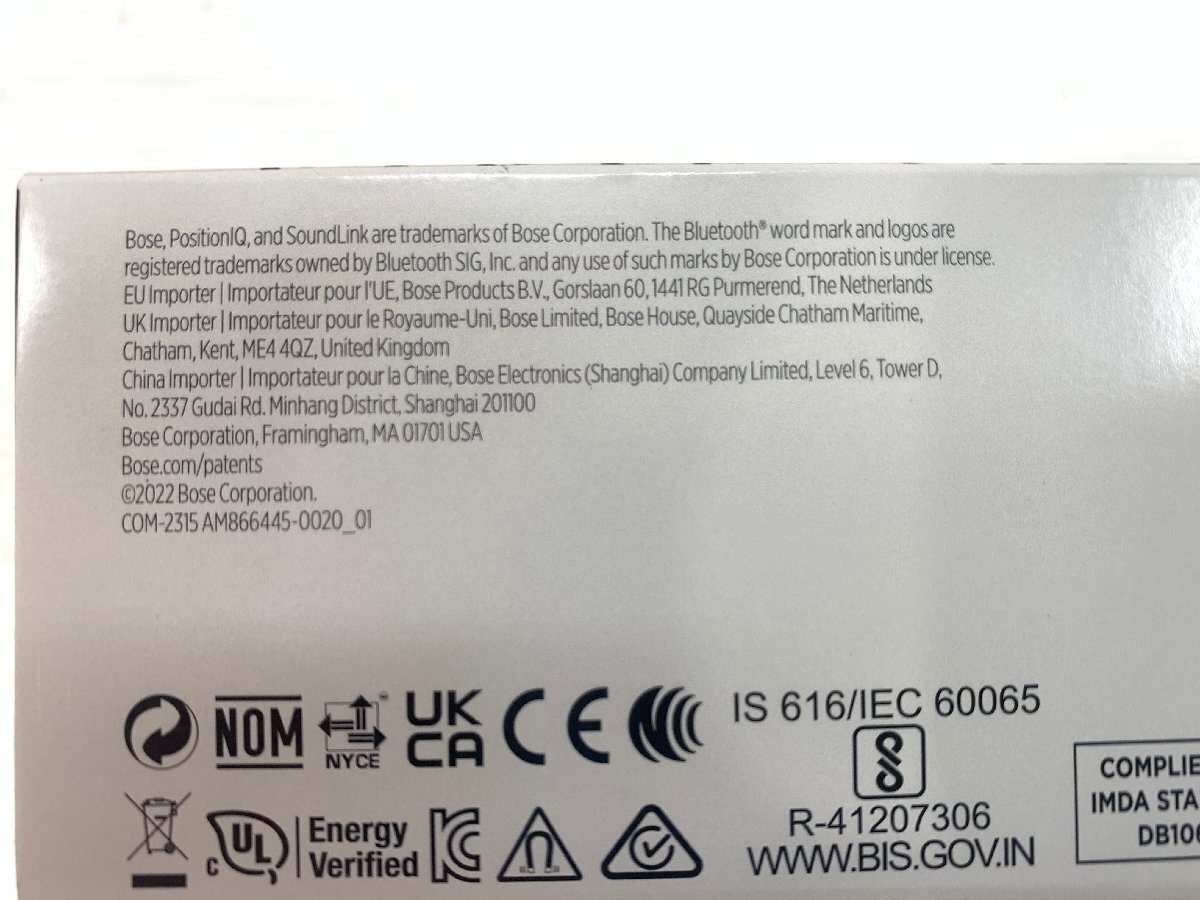 Bose, PositionIQ, and SoundLink are trademarks of Bose Corporation. The Bluetooth® word mark and logos are
registered trademarks owned by Bluetooth SIG, Inc. and any use of such marks by Bose Corporation is under license.
EU Importer | Importateur pour l'UE, Bose Products B.V., Gorslaan 60, 1441 RG Purmerend, The Netherlands
UK Importer | Importateur pour le Royaume-Uni, Bose Limited, Bose House, Quayside Chatham Maritime,
Chatham, Kent, ME4 4QZ, United Kingdom
China Importer | Importateur pour la Chine, Bose Electronics (Shanghai) Company Limited, Level 6, Tower D,
No. 2337 Gudai Rd. Minhang District, Shanghai 201100
Bose Corporation, Framingham, MA 01701 USA
Bose.com/patents
©2022 Bose Corporation.
COM-2315 AM866445-0020_01
NOM
NYCE
UK
CA
CE
IS 616/IEC 60065
R-41207306
WWW.BIS.GOV.IN
COMPLIE
IMDA STA
DB106
c UL
Energy
Verified
KC